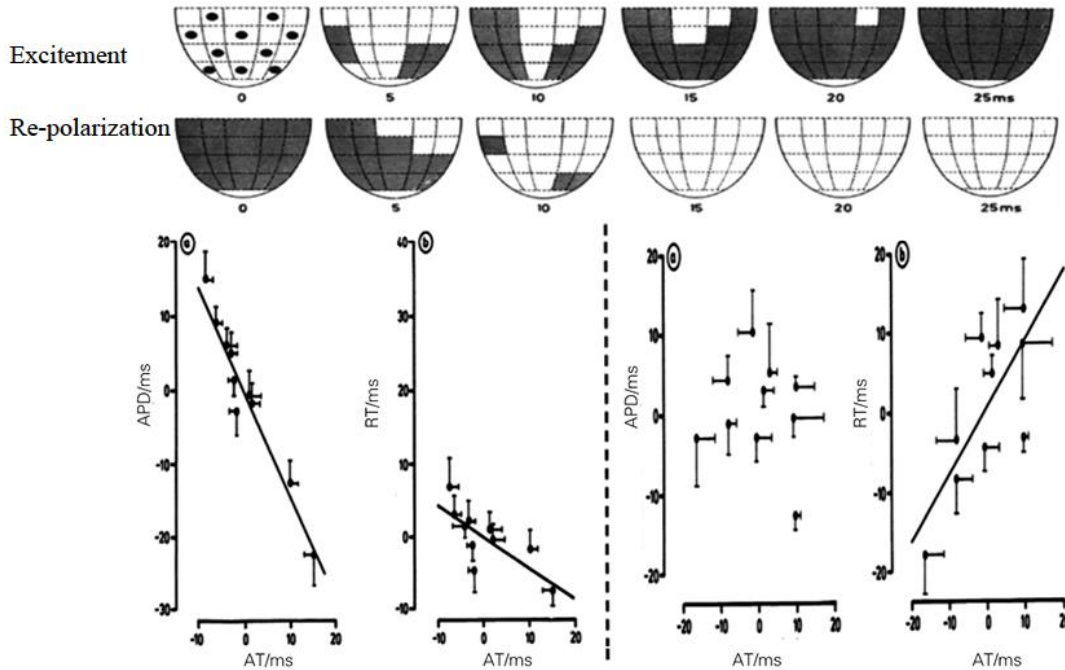 Excitement
0 5 10 15 20 25ms
Re-polarization
0 5 10 15 20 25ms
a b a b
20 10 0 -10 -20 -30
APD/ms
-10 0 10 20
AT/ms
40 30 20 10 0 -10
RT/ms
-10 0 10 20
AT/ms
20 10 0 -10 -20
APD/ms
-20 -10 0 10 20
AT/ms
20 10 0 -10 -20
RT/ms
-20 -10 0 10 20
AT/ms